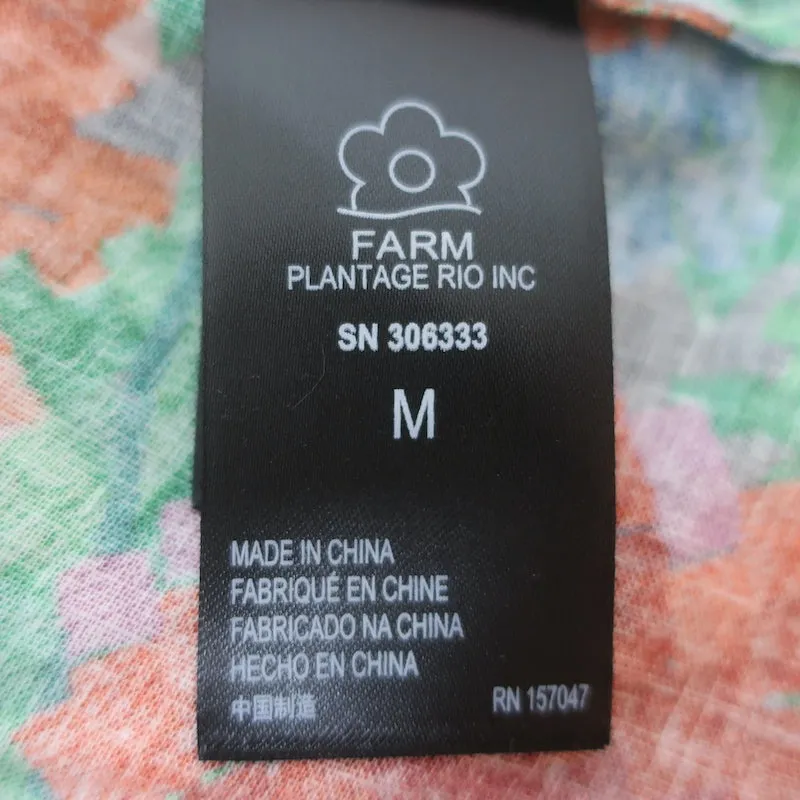 FARM
PLANTAGE RIO INC
SN 306333
M
MADE IN CHINA
FABRIQUÉ EN CHINE
FABRICADO NA CHINA
HECHO EN CHINA
中国制造
RN 157047